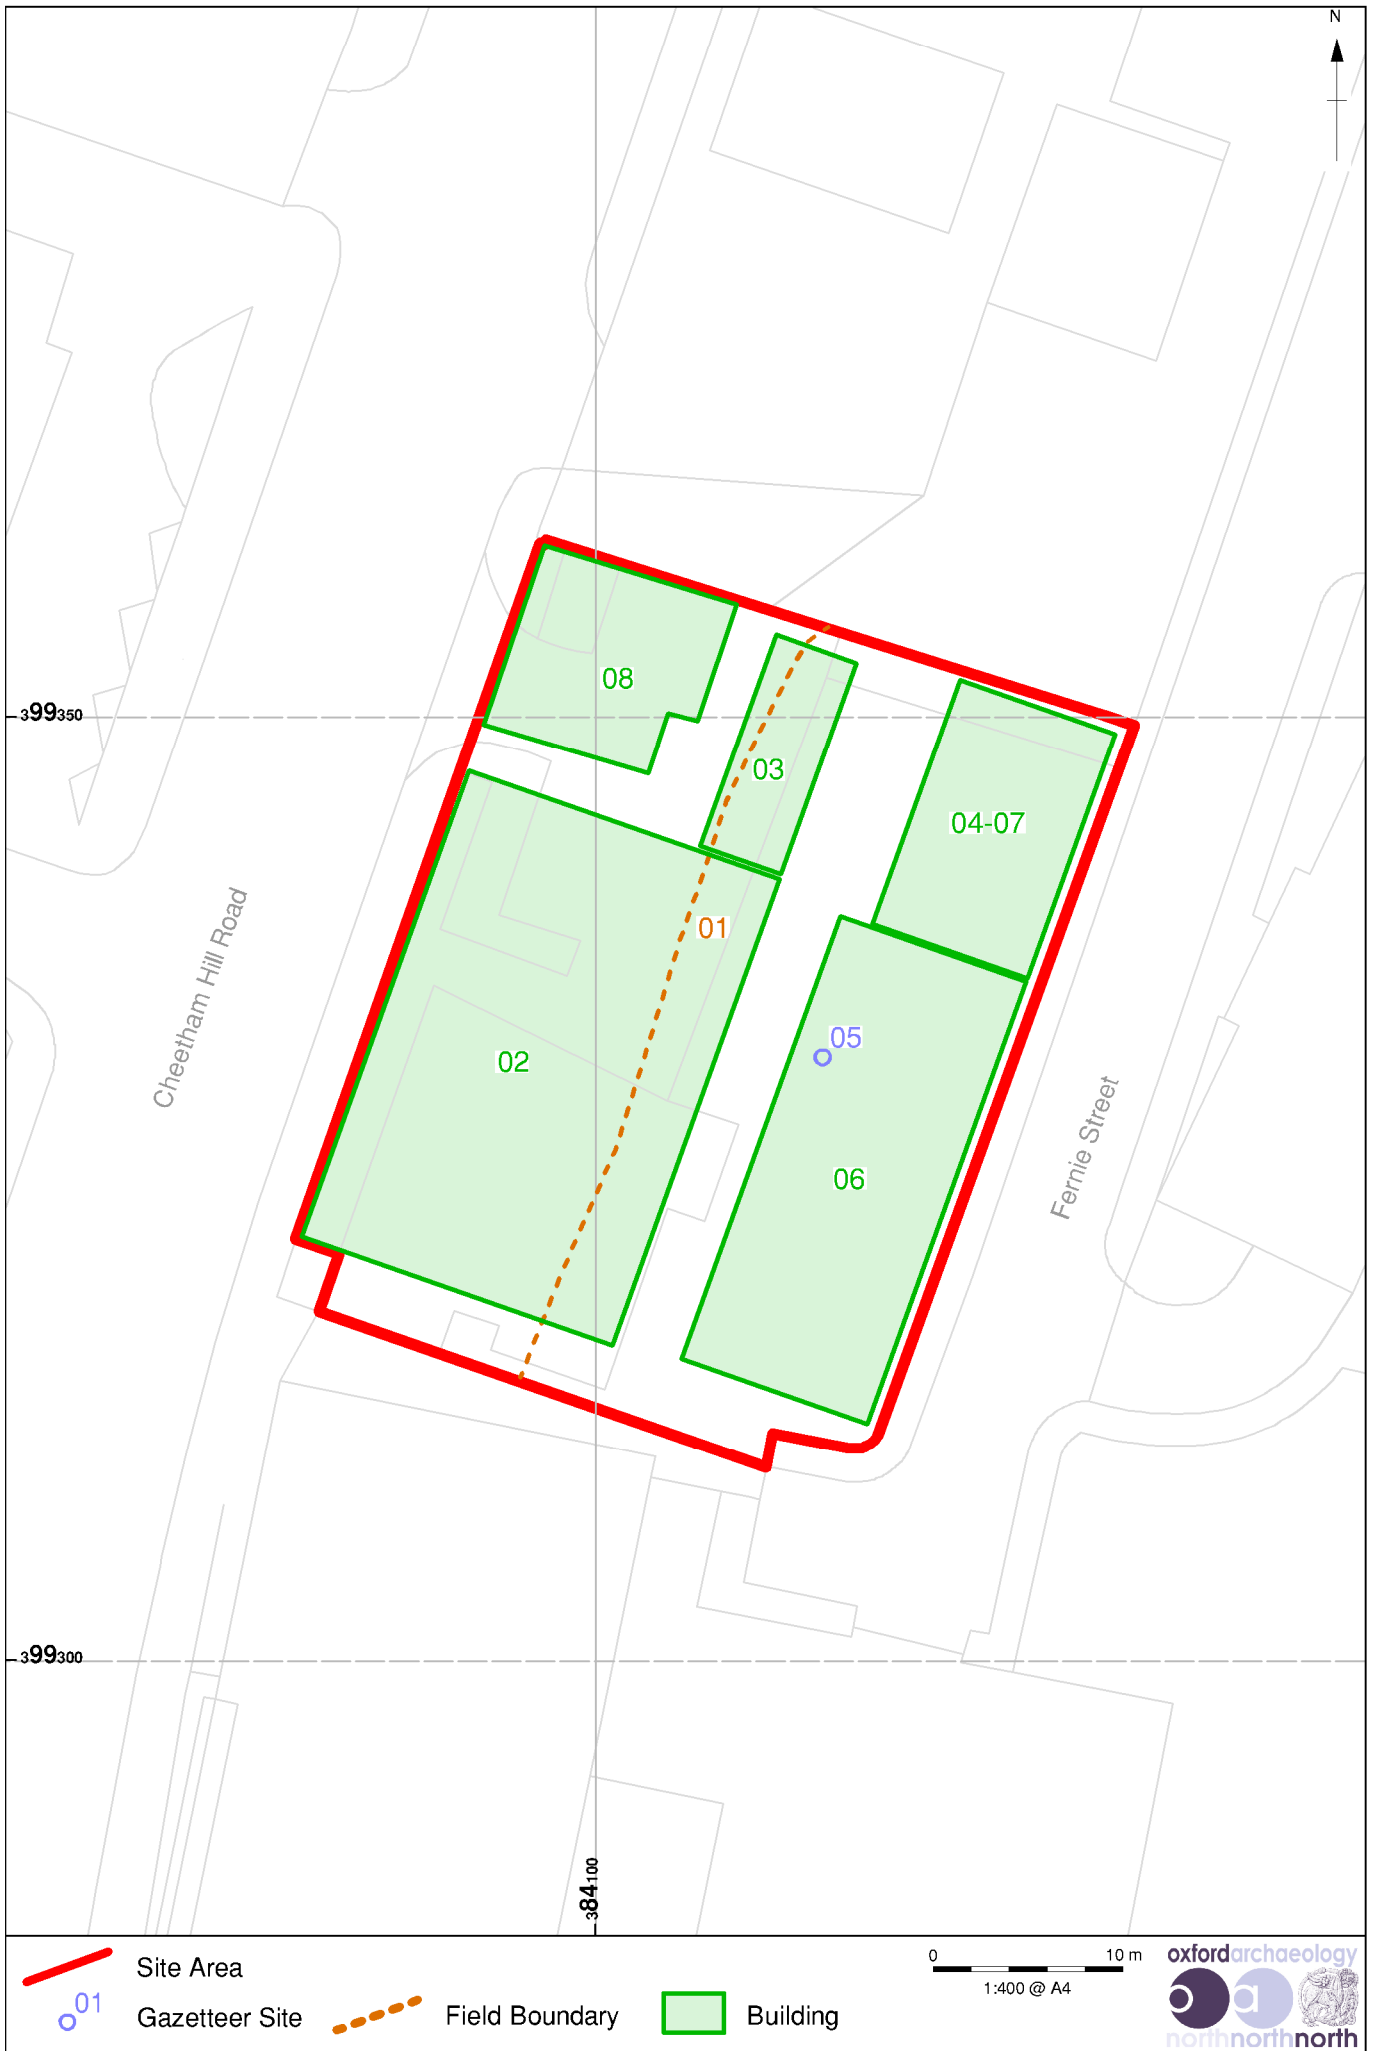 N
08
399350
03
04-07
Cheetham Hill Road
01
05
02
Fernie Street
06
399300
384100
Site Area
01
Gazetteer Site
Field Boundary
Building
0 10 m
1:400 @ A4
oxfordarchaeology
o a
northnorthnorth